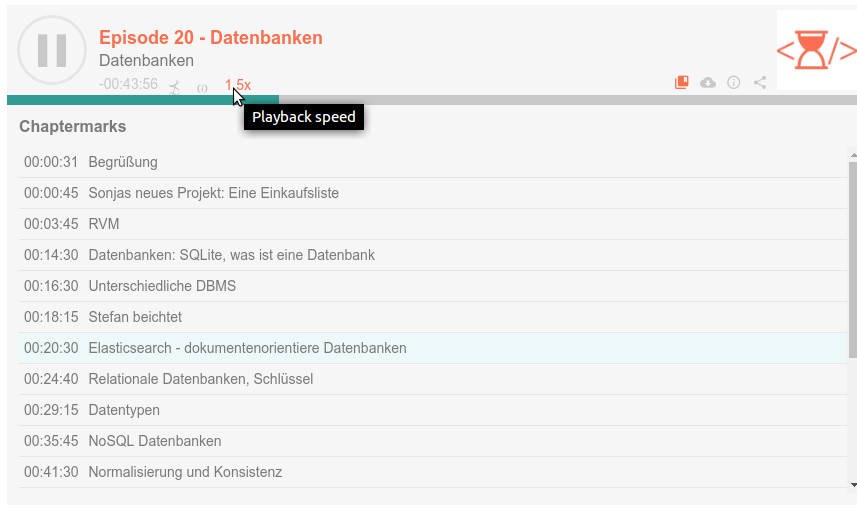 Episode 20 - Datenbanken
Datenbanken
-00:43:56 1.5x
Playback speed
Chaptermarks
00:00:31 Begrüßung
00:00:45 Sonjas neues Projekt: Eine Einkaufsliste
00:03:45 RVM
00:14:30 Datenbanken: SQLite, was ist eine Datenbank
00:16:30 Unterschiedliche DBMS
00:18:15 Stefan beichtet
00:20:30 Elasticsearch - dokumentenorientiere Datenbanken
00:24:40 Relationale Datenbanken, Schlüssel
00:29:15 Datentypen
00:35:45 NoSQL Datenbanken
00:41:30 Normalisierung und Konsistenz